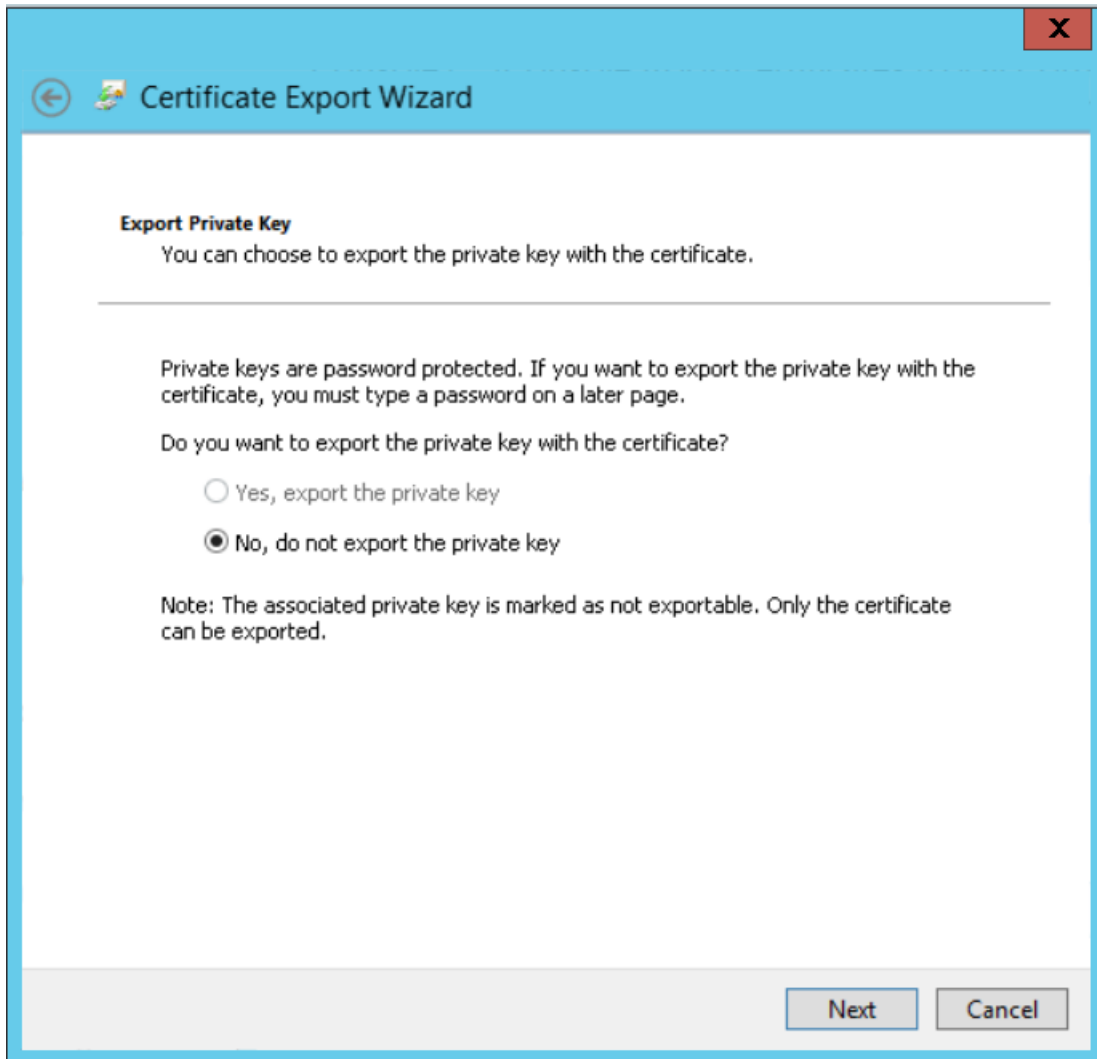 X
Certificate Export Wizard
Export Private Key
You can choose to export the private key with the certificate.
Private keys are password protected. If you want to export the private key with the
certificate, you must type a password on a later page.
Do you want to export the private key with the certificate?
Yes, export the private key
No, do not export the private key
Note: The associated private key is marked as not exportable. Only the certificate
can be exported.
Next Cancel